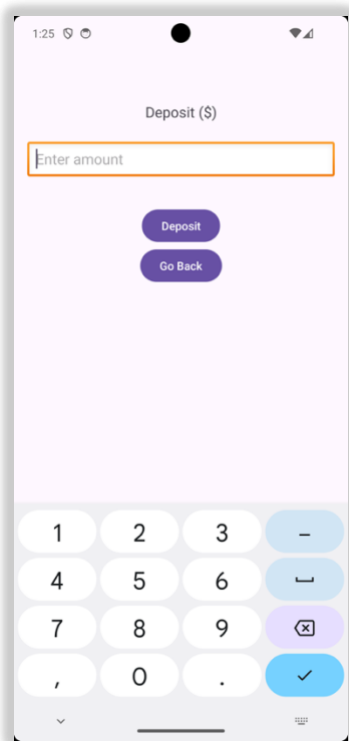 1:25
Deposit ($)
Enter amount
Deposit
Go Back
1 2 3 –
4 5 6
7 8 9
, 0 .